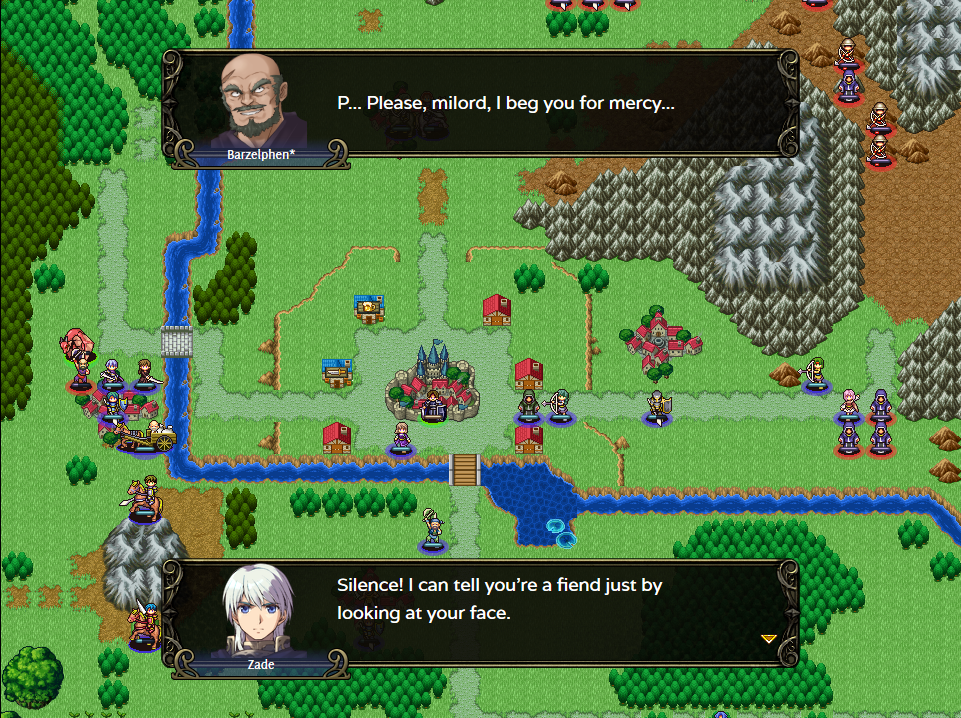 P... Please, milord, I beg you for mercy...
Barzelphen*
Silence! I can tell you’re a fiend just by
looking at your face.
Zade